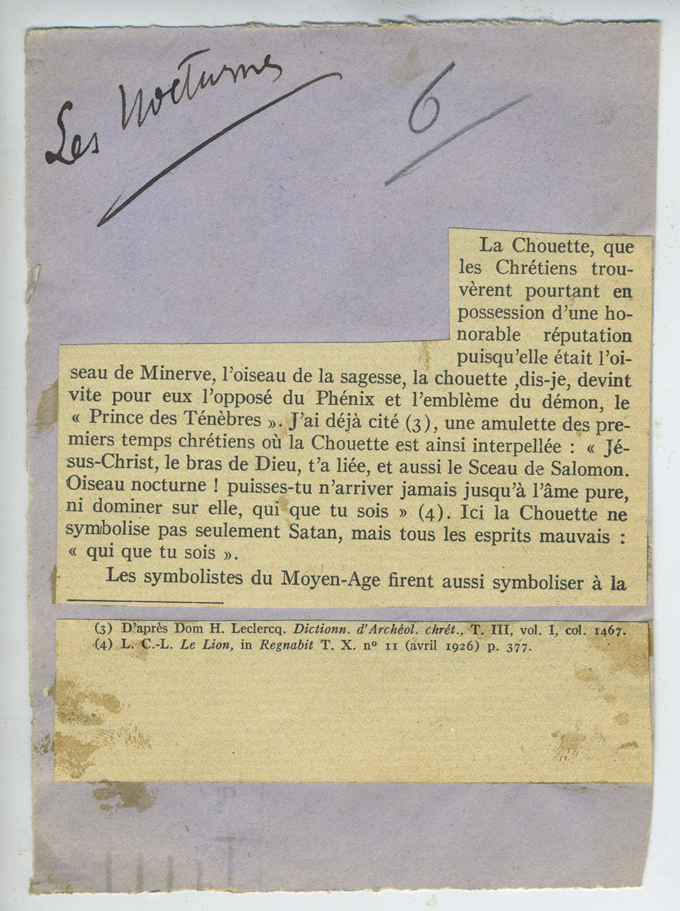 Les Nocturnes
6
La Chouette, que
les Chrétiens trou-
vèrent pourtant en
possession d'une ho-
norable réputation
puisqu'elle était l'oi-
seau de Minerve, l'oiseau de la sagesse, la chouette ,dis-je, devint
vite pour eux l'opposé du Phénix et l'emblème du démon, le
« Prince des Ténèbres ». J'ai déjà cité (3), une amulette des pre-
miers temps chrétiens où la Chouette est ainsi interpellée : « Jé-
sus-Christ, le bras de Dieu, t'a liée, et aussi le Sceau de Salomon.
Oiseau nocturne ! puisses-tu n'arriver jamais jusqu'à l'âme pure,
ni dominer sur elle, qui que tu sois » (4). Ici la Chouette ne
symbolise pas seulement Satan, mais tous les esprits mauvais :
« qui que tu sois ».
Les symbolistes du Moyen-Age firent aussi symboliser à la
(3) D'après Dom H. Leclercq. Dictionn. d'Archéol. chrét., T. III, vol. I, col. 1467.
(4) L. C.-L. Le Lion, in Regnabit T. X. nº 11 (avril 1926) p. 377.